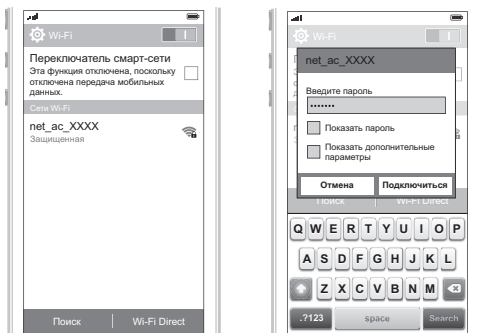 Wi-Fi
Переключатель смарт-сети
Эта функция отключена, поскольку
отключена передача мобильных
данных.
Сети Wi-Fi
net_ac_XXXX
Защищенная
Поиск
Wi-Fi Direct
Wi-Fi
net_ac_XXXX
Введите пароль
•••••••
Показать пароль
Показать дополнительные
параметры
Отмена
Подключиться
Поиск
Wi-Fi Direct
Q W E R T Y U I O P
A S D F G H J K L
Z X C V B N M
.?123
space
Search